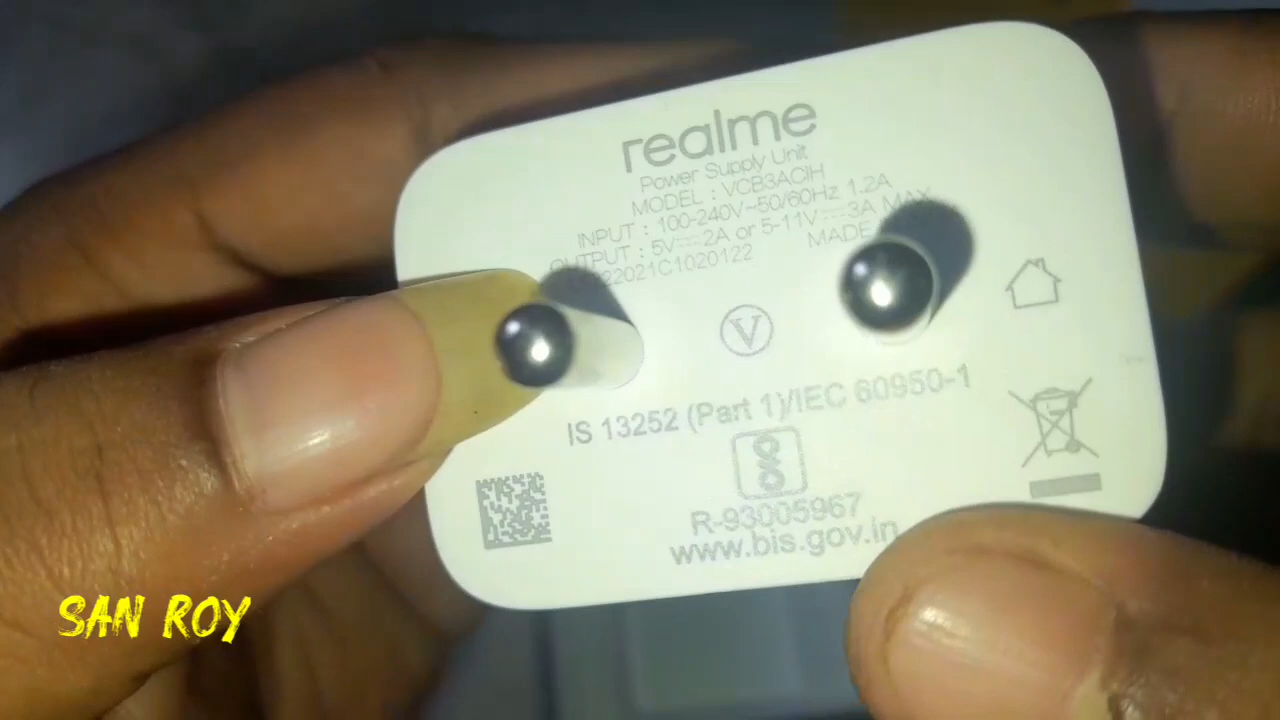 realme
Power Supply Unit
MODEL : VCB3ACIH
INPUT : 100-240V~50/60Hz 1.2A
OUTPUT : 5V⎓2A or 5-11V⎓3A MAX
22021C1020122 MADE
V
IS 13252 (Part 1)/IEC 60950-1
R-93005967
www.bis.gov.in
SAN ROY